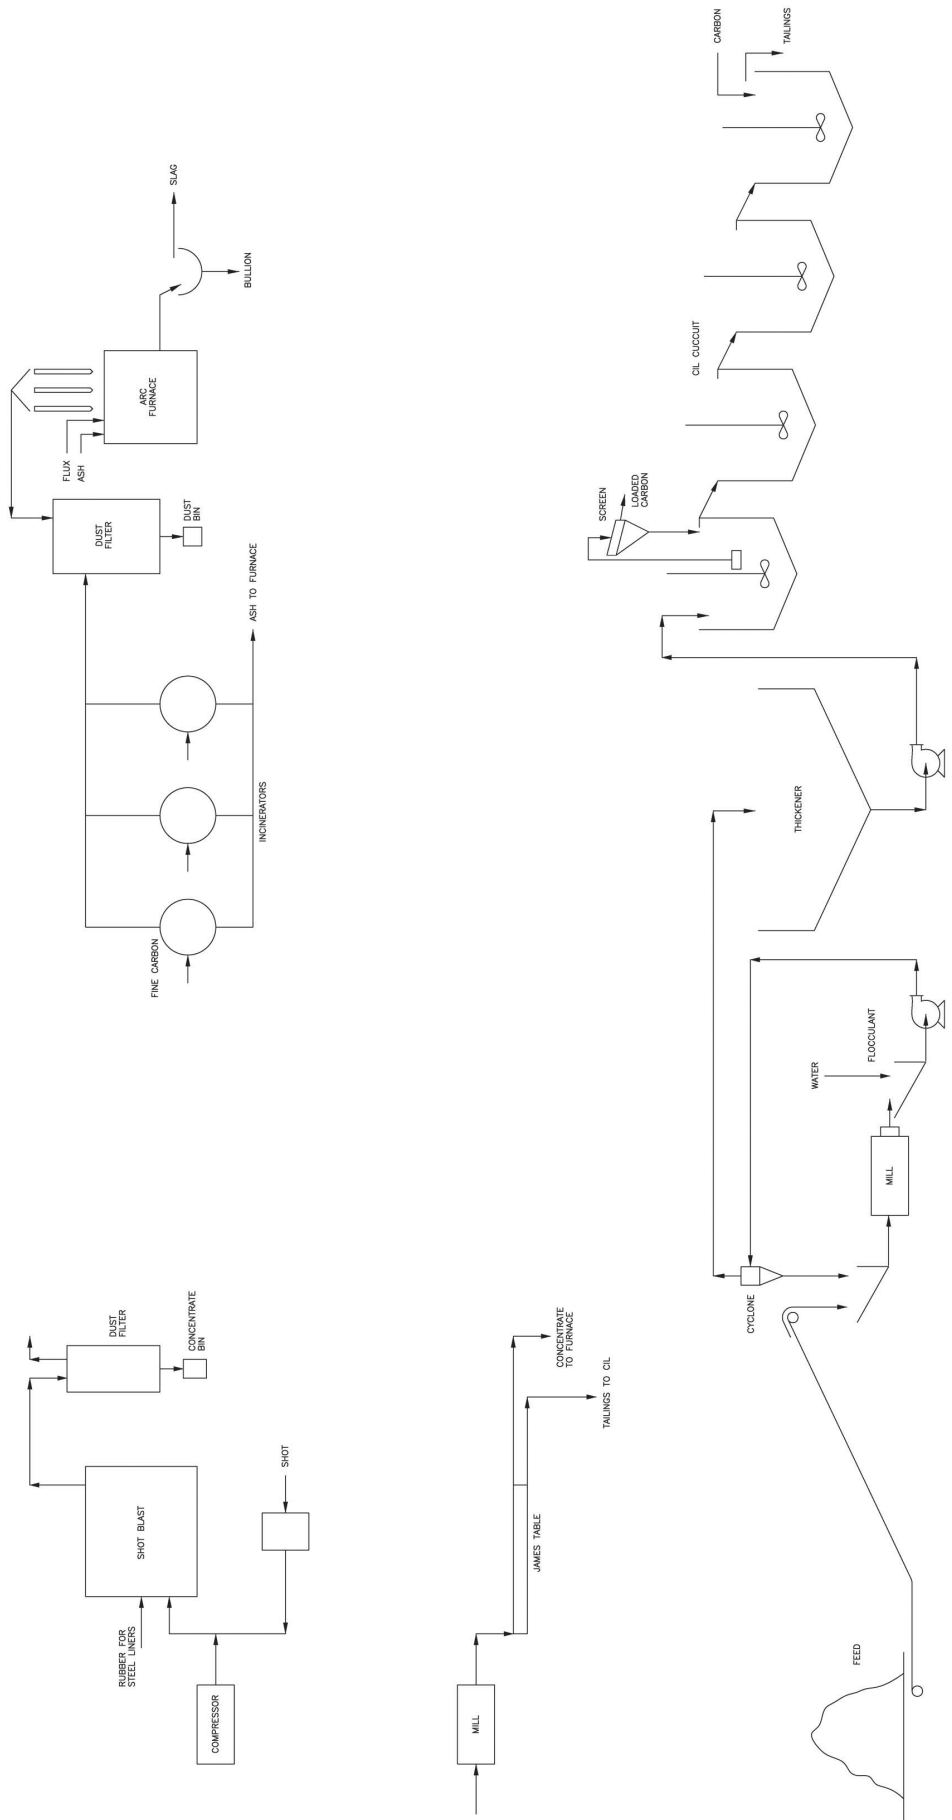 RUBBER FOR
STEEL LINERS
SHOT BLAST
DUST
FILTER
CONCENTRATE
BIN
COMPRESSOR
SHOT
FINE CARBON
INCINERATORS
ASH TO FURNACE
DUST
FILTER
DUST
BIN
FLUX
ASH
ARC
FURNACE
SLAG
BULLION
MILL
JAMES TABLE
CONCENTRATE
TO FURNACE
TAILINGS TO CIL
FEED
CYCLONE
MILL
WATER
FLOCCULANT
THICKENER
SCREEN
LOADED
CARBON
CIL CUCCUIT
CARBON
TAILINGS